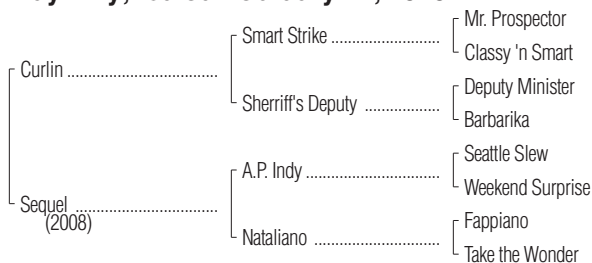 Mr. Prospector
Smart Strike ....................
Classy 'n Smart
Curlin ............................
Deputy Minister
Sherriff's Deputy ..............
Barbarika
Seattle Slew
A.P. Indy .........................
Weekend Surprise
Sequel ...........................
(2008)
Fappiano
Nataliano .......................
Take the Wonder